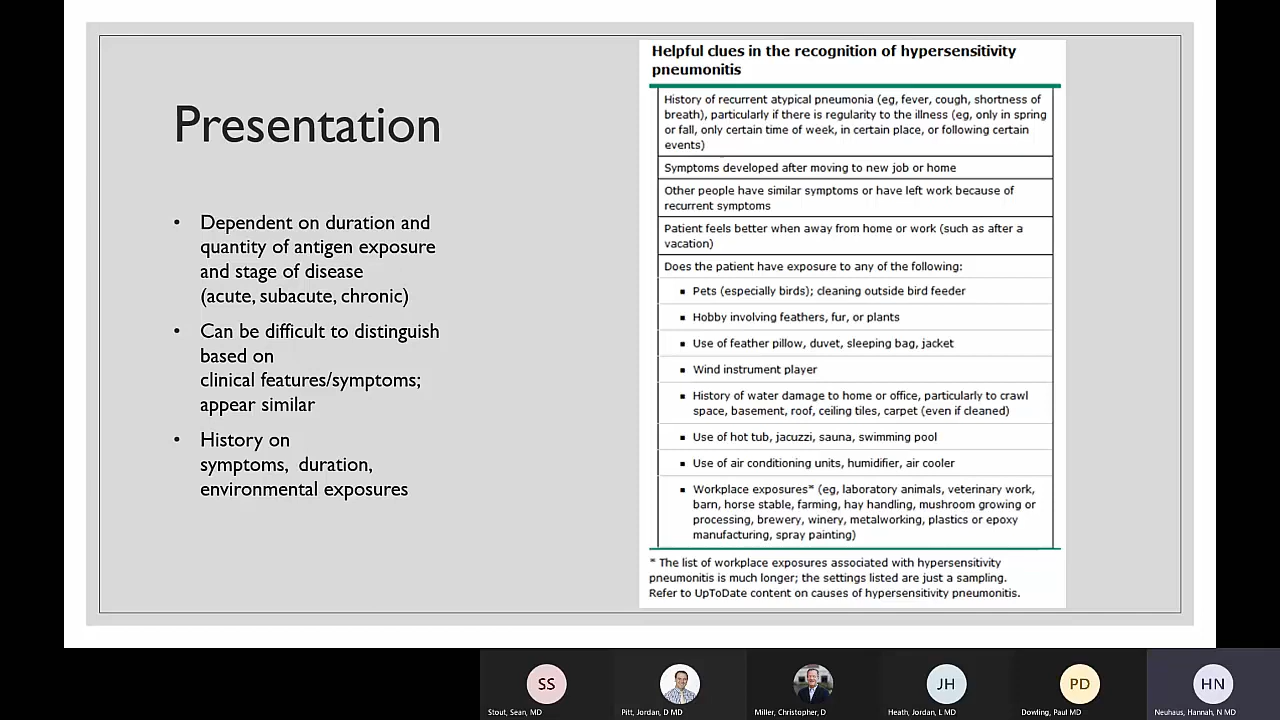 Presentation
• Dependent on duration and
quantity of antigen exposure
and stage of disease
(acute, subacute, chronic)
• Can be difficult to distinguish
based on
clinical features/symptoms;
appear similar
• History on
symptoms, duration,
environmental exposures
Helpful clues in the recognition of hypersensitivity
pneumonitis
History of recurrent atypical pneumonia (eg, fever, cough, shortness of
breath), particularly if there is regularity to the illness (eg, only in spring
or fall, only certain time of week, in certain place, or following certain
events)
Symptoms developed after moving to new job or home
Other people have similar symptoms or have left work because of
recurrent symptoms
Patient feels better when away from home or work (such as after a
vacation)
Does the patient have exposure to any of the following:
▪ Pets (especially birds); cleaning outside bird feeder
▪ Hobby involving feathers, fur, or plants
▪ Use of feather pillow, duvet, sleeping bag, jacket
▪ Wind instrument player
▪ History of water damage to home or office, particularly to crawl
space, basement, roof, ceiling tiles, carpet (even if cleaned)
▪ Use of hot tub, jacuzzi, sauna, swimming pool
▪ Use of air conditioning units, humidifier, air cooler
▪ Workplace exposures* (eg, laboratory animals, veterinary work,
barn, horse stable, farming, hay handling, mushroom growing or
processing, brewery, winery, metalworking, plastics or epoxy
manufacturing, spray painting)
* The list of workplace exposures associated with hypersensitivity
pneumonitis is much longer; the settings listed are just a sampling.
Refer to UpToDate content on causes of hypersensitivity pneumonitis.
SS
JH
PD
HN
Stout, Sean, MD
Pitt, Jordan, D MD
Miller, Christopher, D
Heath, Jordan, L MD
Dowling, Paul MD
Neuhaus, Hannah, N MD